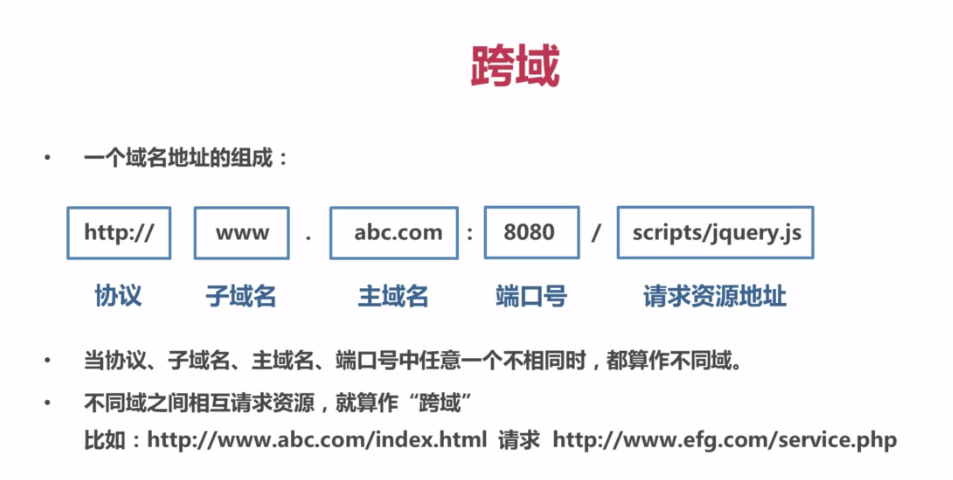 跨域
• 一个域名地址的组成：
http:// www . abc.com : 8080 / scripts/jquery.js
协议 子域名 主域名 端口号 请求资源地址
• 当协议、子域名、主域名、端口号中任意一个不相同时，都算作不同域。
• 不同域之间相互请求资源，就算作“跨域”
比如：http://www.abc.com/index.html 请求 http://www.efg.com/service.php